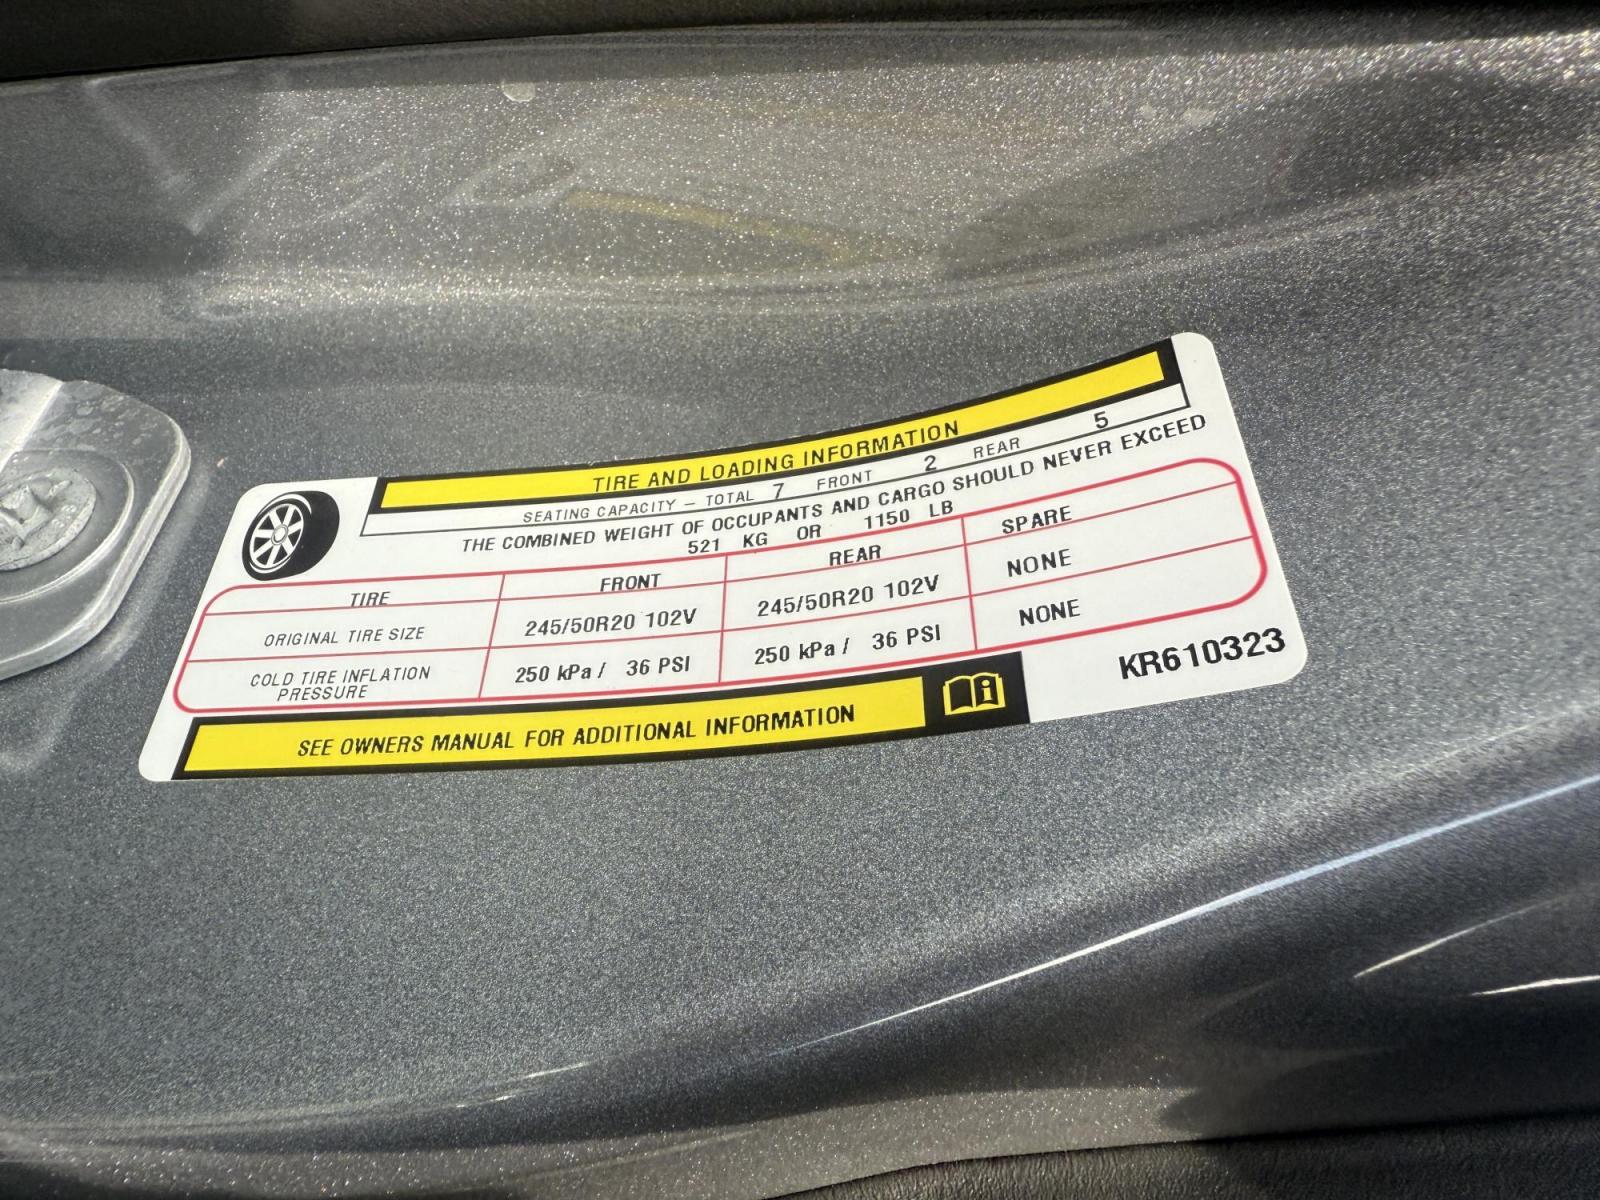 TIRE AND LOADING INFORMATION
SEATING CAPACITY – TOTAL 7 FRONT 2 REAR 5
THE COMBINED WEIGHT OF OCCUPANTS AND CARGO SHOULD NEVER EXCEED
521 KG OR 1150 LB
TIRE FRONT REAR SPARE
ORIGINAL TIRE SIZE 245/50R20 102V 245/50R20 102V NONE
COLD TIRE INFLATION PRESSURE 250 kPa / 36 PSI 250 kPa / 36 PSI NONE
SEE OWNERS MANUAL FOR ADDITIONAL INFORMATION
KR610323